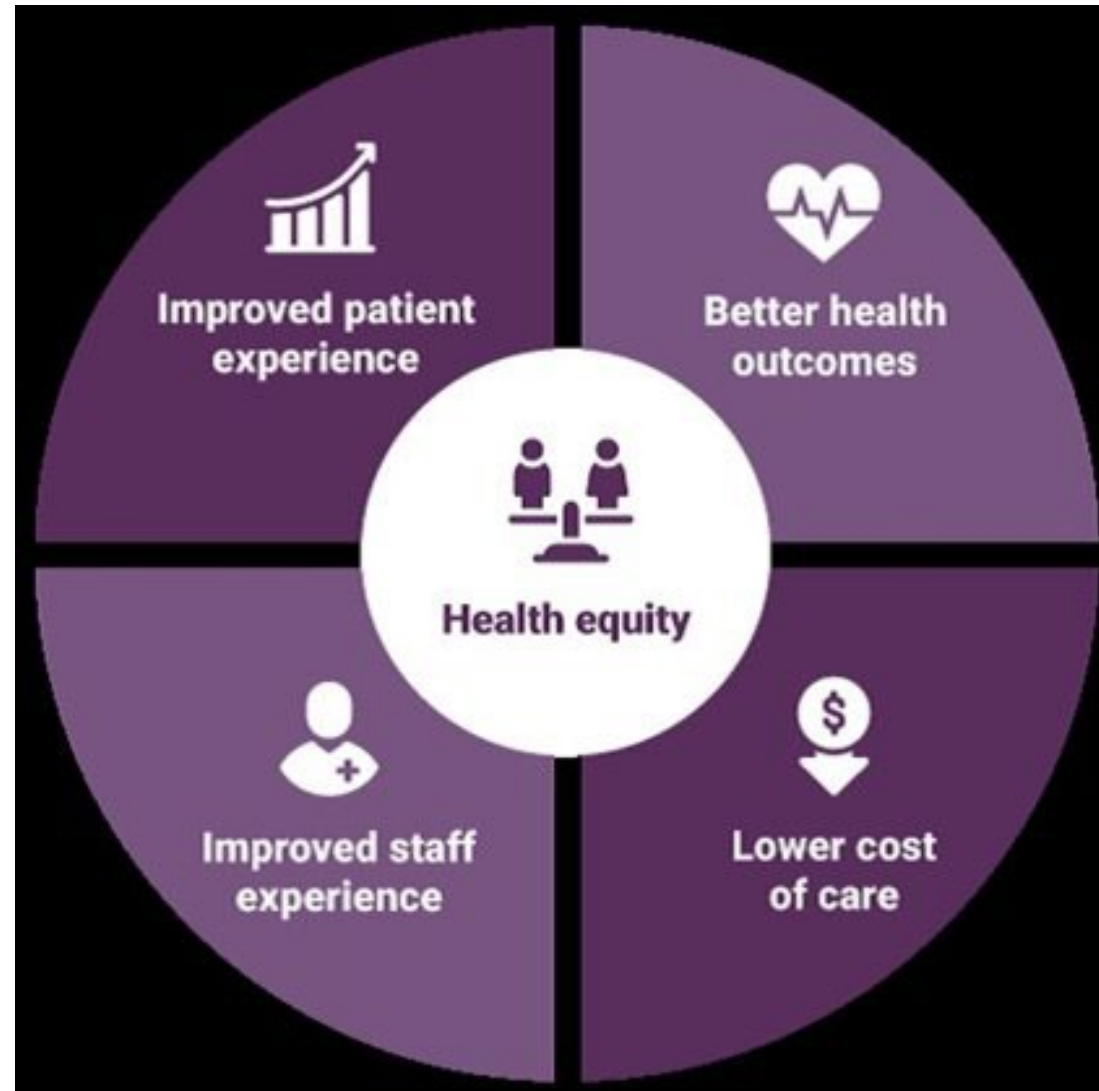 Improved patient
experience
Better health
outcomes
Health equity
Improved staff
experience
$
Lower cost
of care